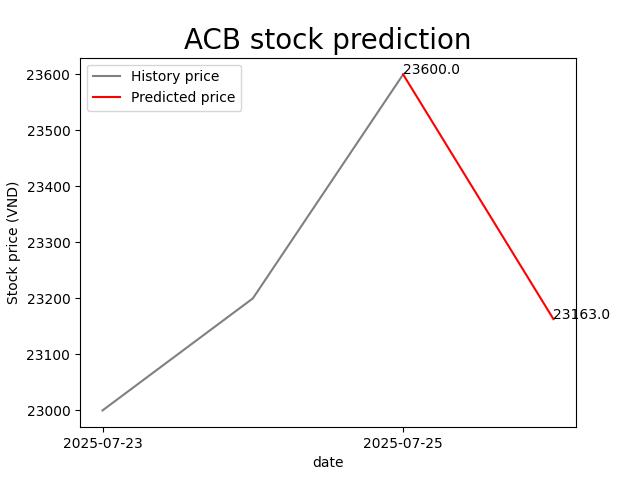 ACB stock prediction
History price
Predicted price
23600.0
23163.0
23600
23500
23400
23300
23200
23100
23000
Stock price (VND)
2025-07-23
2025-07-25
date